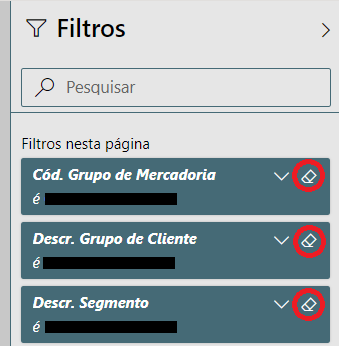 Filtros
Pesquisar
Filtros nesta página
Cód. Grupo de Mercadoria
é
Descr. Grupo de Cliente
é
Descr. Segmento
é